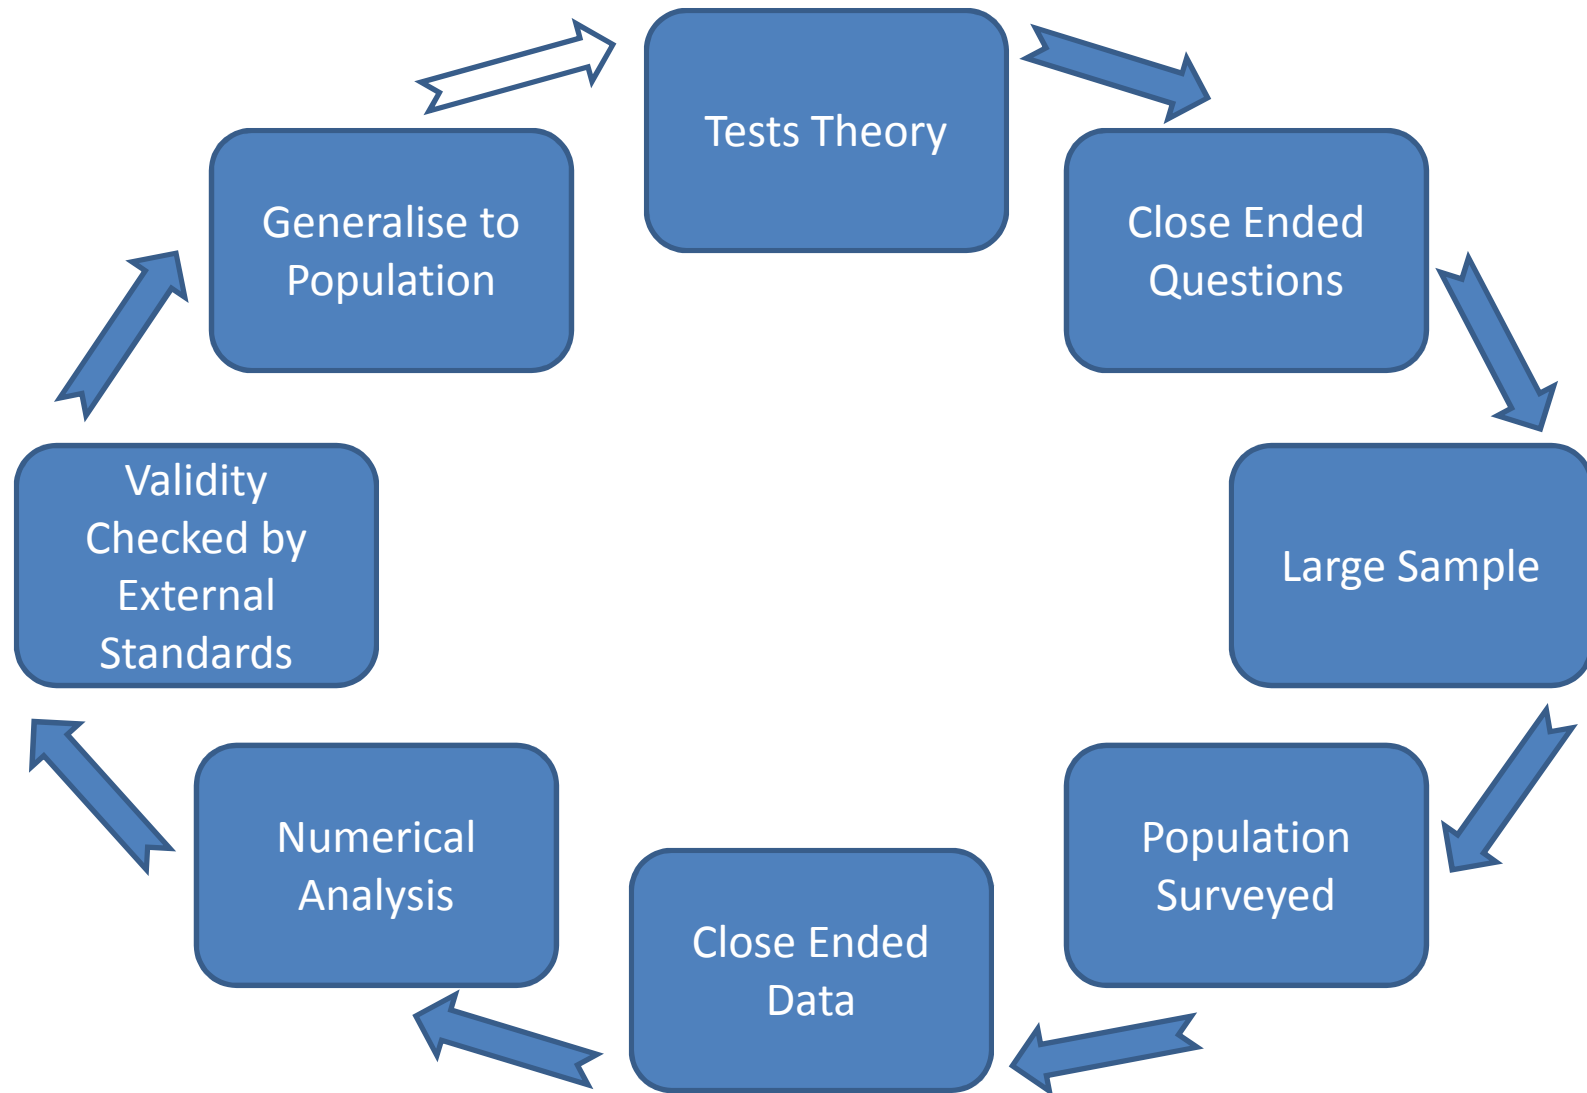 Tests Theory
Close Ended
Questions
Large Sample
Population
Surveyed
Close Ended
Data
Numerical
Analysis
Validity
Checked by
External
Standards
Generalise to
Population